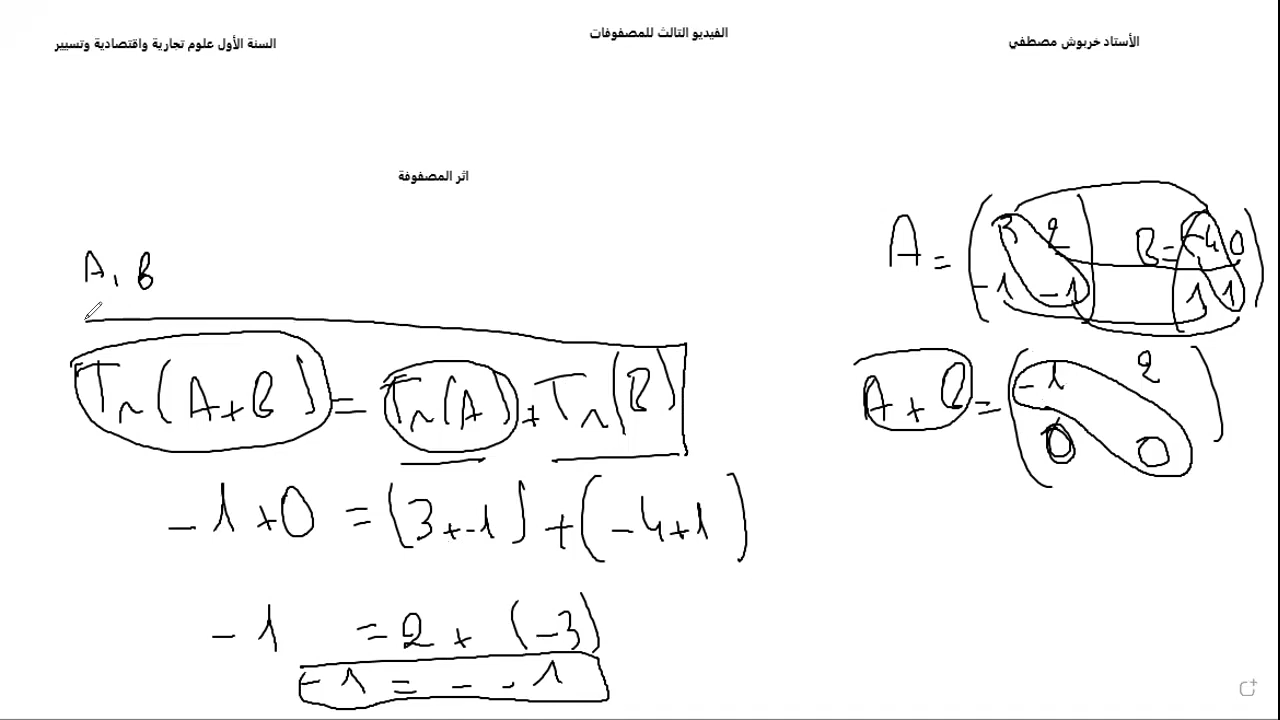 الأستاد خربوش مصطفي
الفيديو الثالث للمصفوفات
السنة الأول علوم تجارية واقتصادية وتسيير
اثر المصفوفة
A, B
A = ( 3 2
-1 -1 )
B = ( -4 0
1 1 )
Tr(A+B) = Tr(A) + Tr(B)
A + B = ( -1 2
0 0 )
-1 + 0 = (3 + -1) + (-4+1)
-1 = 2 + (-3)
-1 = - -1